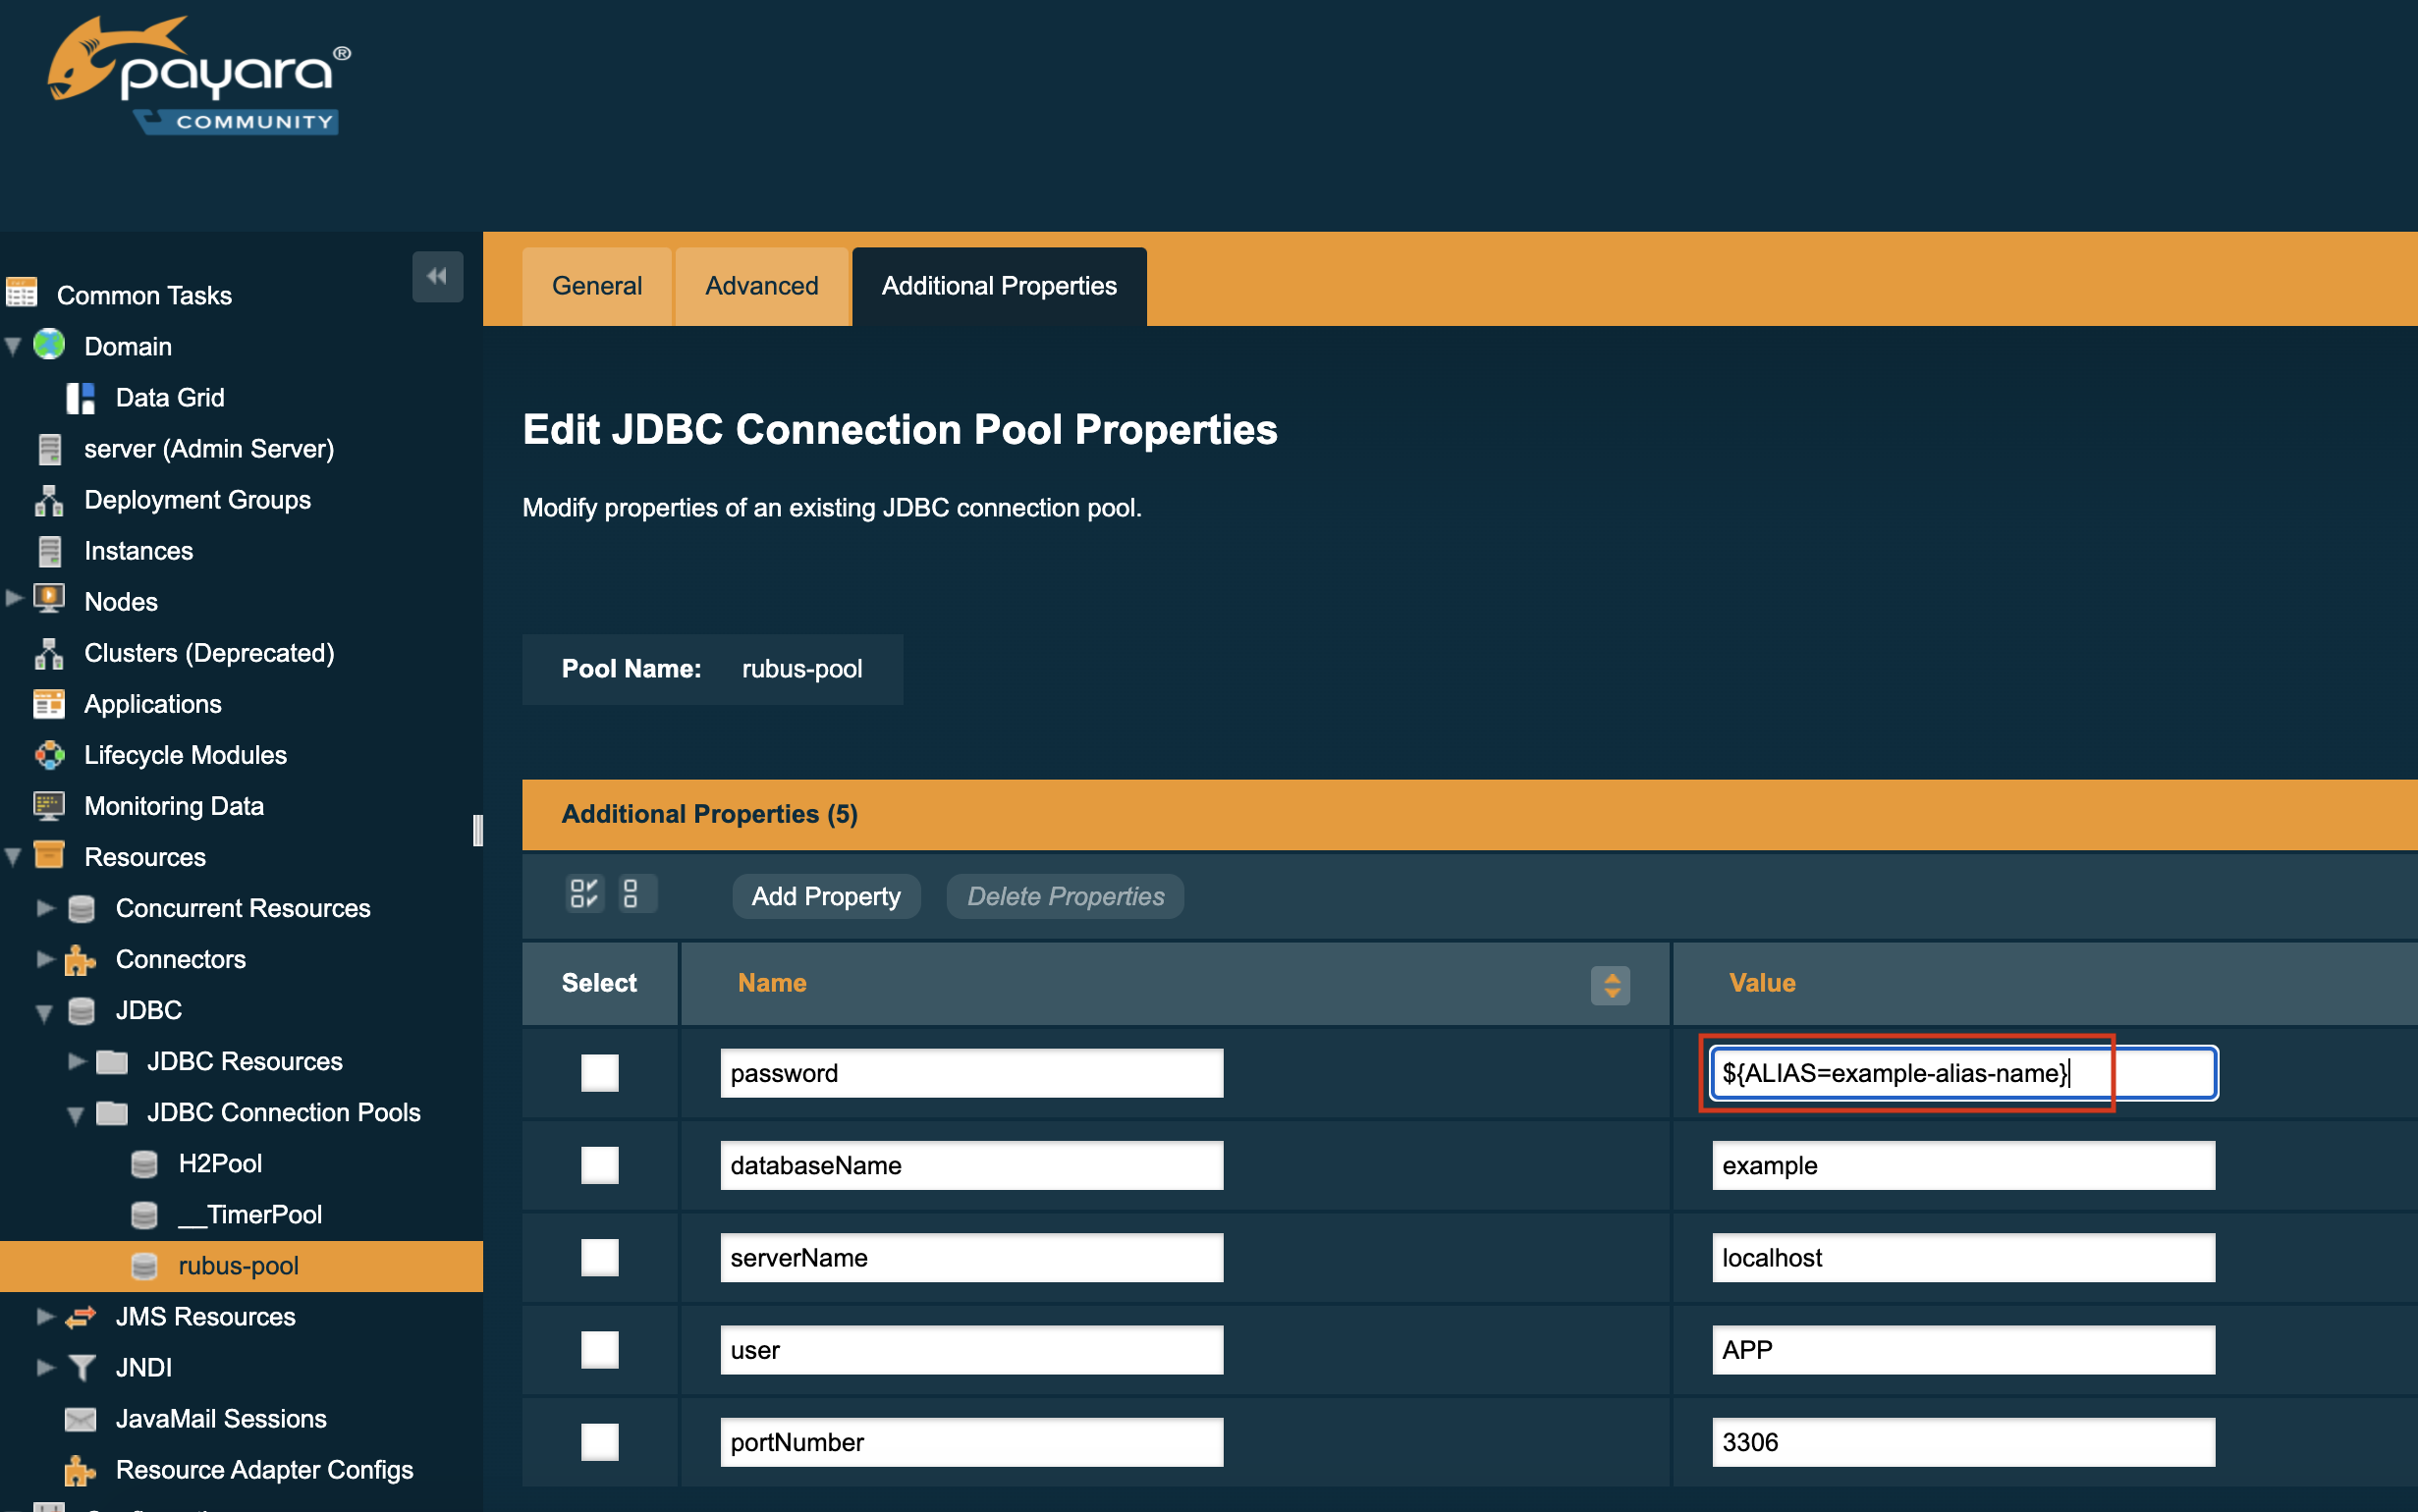 payara®
COMMUNITY
General
Advanced
Additional Properties
Common Tasks
Domain
Data Grid
server (Admin Server)
Deployment Groups
Instances
Nodes
Clusters (Deprecated)
Applications
Lifecycle Modules
Monitoring Data
Resources
Concurrent Resources
Connectors
JDBC
JDBC Resources
JDBC Connection Pools
H2Pool
__TimerPool
rubus-pool
JMS Resources
JNDI
JavaMail Sessions
Resource Adapter Configs
Edit JDBC Connection Pool Properties
Modify properties of an existing JDBC connection pool.
Pool Name: rubus-pool
Additional Properties (5)
Add Property
Delete Properties
Select Name Value
password ${ALIAS=example-alias-name}
databaseName example
serverName localhost
user APP
portNumber 3306